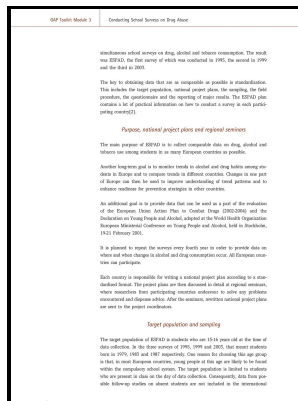 GAP Toolkit Module 3 Conducting School Surveys on Drug Abuse
simultaneous school surveys on drug, alcohol and tobacco consumption. The result
was ESPAD, the first survey of which was conducted in 1995, the second in 1999
and the third in 2003.
The key to obtaining data that are as comparable as possible is standardization.
This includes the target population, national project plans, the sampling, the field
procedure, the questionnaire and the reporting of major results. The ESPAD plan
contains a lot of practical information on how to conduct a survey in each partici-
pating country[2].
Purpose, national project plans and regional seminars
The main purpose of ESPAD is to collect comparable data on drug, alcohol and
tobacco use among students in as many European countries as possible.
Another long-term goal is to monitor trends in alcohol and drug habits among stu-
dents in Europe and to compare trends in different countries. Changes in one part
of Europe can then be used to improve understanding of trend patterns and to
enhance readiness for prevention strategies in other countries.
An additional goal is to provide data that can be used as a part of the evaluation
of the European Union Action Plan to Combat Drugs (2002-2004) and the
Declaration on Young People and Alcohol, adopted at the World Health Organization
European Ministerial Conference on Young People and Alcohol, held in Stockholm,
19-21 February 2001.
It is planned to repeat the surveys every fourth year in order to provide data on
where and when changes in alcohol and drug consumption occur. All European coun-
tries can participate.
Each country is responsible for writing a national project plan according to a stan-
dardized format. The project plans are then discussed in detail at regional seminars,
where researchers from participating countries endeavour to solve any problems
encountered and dispense advice. After the seminars, rewritten national project plans
are sent to the project coordinators.
Target population and sampling
The target population of ESPAD is students who are 15-16 years old at the time of
data collection. In the three surveys of 1995, 1999 and 2003, that meant students
born in 1979, 1983 and 1987 respectively. One reason for choosing this age group
is that, in most European countries, young people at this age are likely to be found
within the compulsory school system. The target population is limited to students
who are present in class on the day of data collection. Consequently, data from pos-
sible follow-up studies on absent students are not included in the international